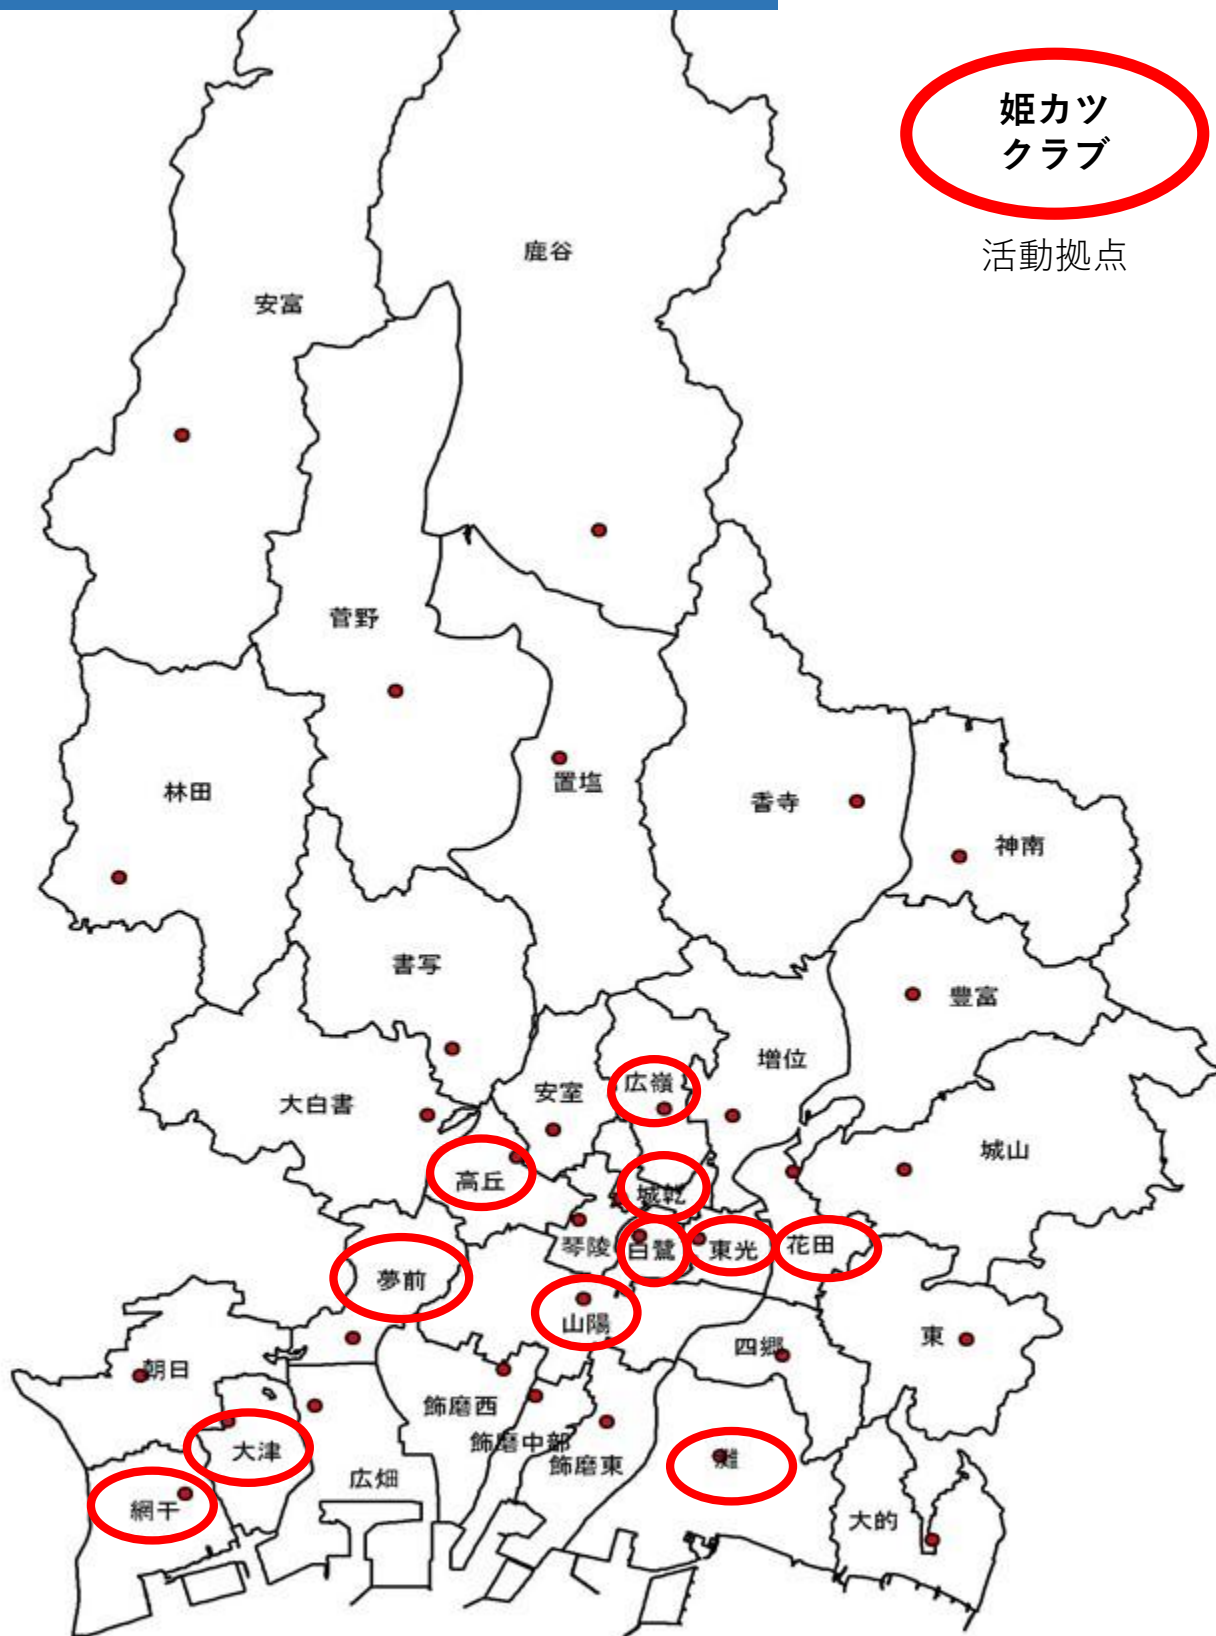 姫カツ
クラブ
活動拠点
鹿谷
安富
菅野
置塩
林田
香寺
神南
書写
豊富
増位
広嶺
安室
大白書
城山
高丘
城乾
琴陵
白鷺
東光
花田
夢前
山陽
四郷
東
朝日
飾磨西
飾磨中部
大津
飾磨東
灘
広畑
網干
大的